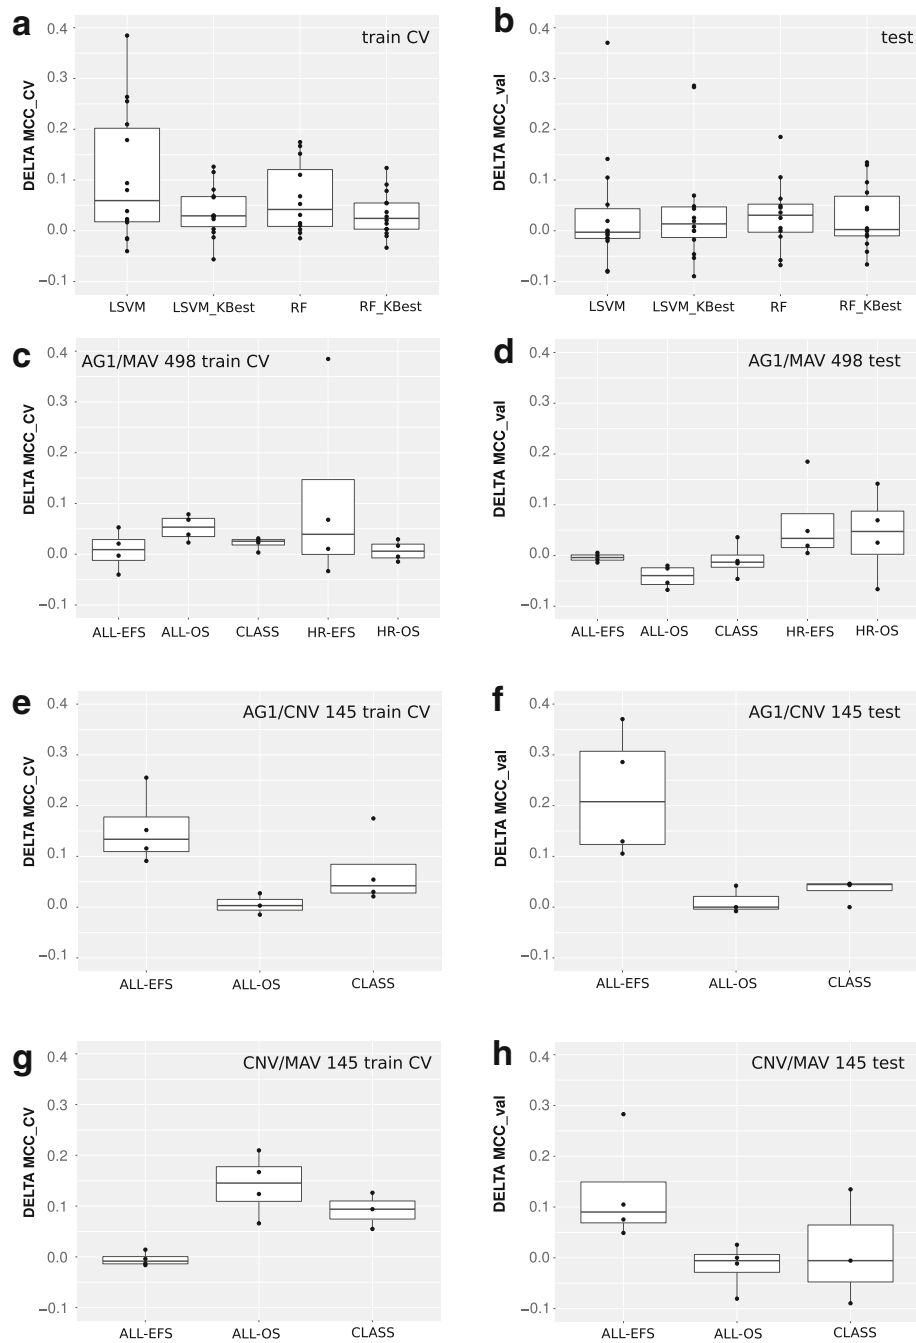 a
train CV
DELTA MCC_CV
0.4
0.3
0.2
0.1
0.0
−0.1
LSVM
LSVM_KBest
RF
RF_KBest
b
test
DELTA MCC_val
0.4
0.3
0.2
0.1
0.0
−0.1
LSVM
LSVM_KBest
RF
RF_KBest
c
AG1/MAV 498 train CV
DELTA MCC_CV
0.4
0.3
0.2
0.1
0.0
−0.1
ALL-EFS
ALL-OS
CLASS
HR-EFS
HR-OS
d
AG1/MAV 498 test
DELTA MCC_val
0.4
0.3
0.2
0.1
0.0
−0.1
ALL-EFS
ALL-OS
CLASS
HR-EFS
HR-OS
e
AG1/CNV 145 train CV
DELTA MCC_CV
0.4
0.3
0.2
0.1
0.0
−0.1
ALL-EFS
ALL-OS
CLASS
f
AG1/CNV 145 test
DELTA MCC_val
0.4
0.3
0.2
0.1
0.0
−0.1
ALL-EFS
ALL-OS
CLASS
g
CNV/MAV 145 train CV
DELTA MCC_CV
0.4
0.3
0.2
0.1
0.0
−0.1
ALL-EFS
ALL-OS
CLASS
h
CNV/MAV 145 test
DELTA MCC_val
0.4
0.3
0.2
0.1
0.0
−0.1
ALL-EFS
ALL-OS
CLASS